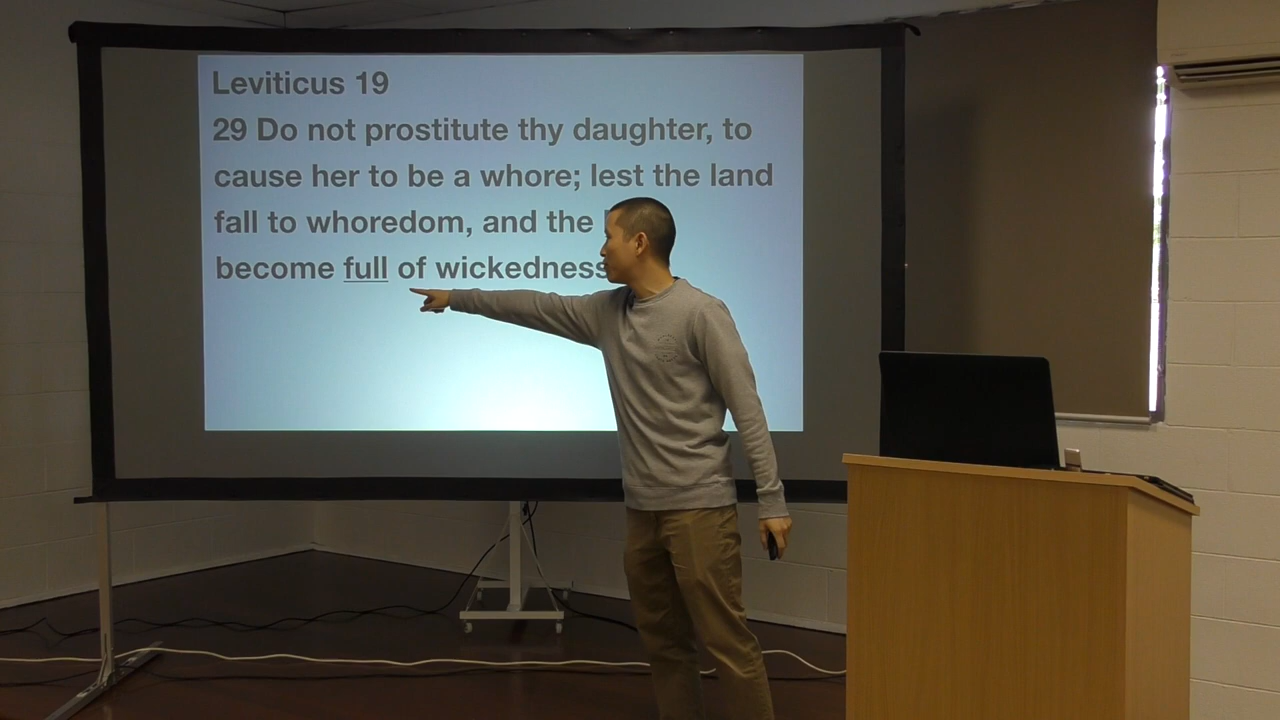 Leviticus 19
29 Do not prostitute thy daughter, to
cause her to be a whore; lest the land
fall to whoredom, and the
become full of wickedness